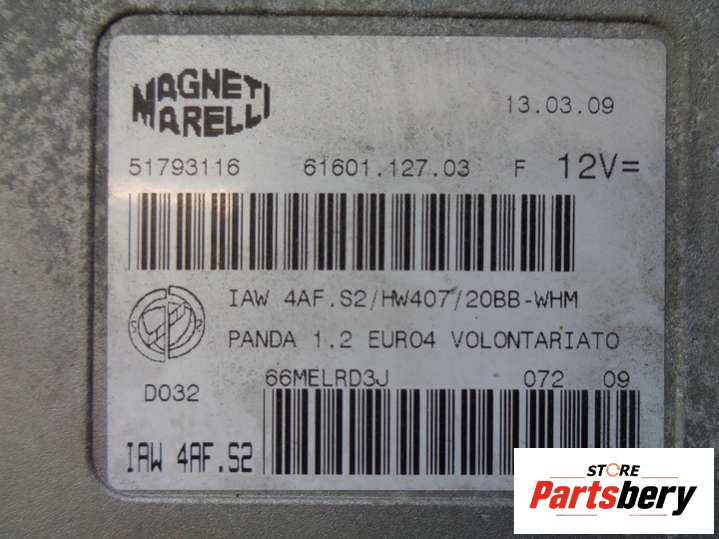 MAGNETI
MARELLI
13.03.09
51793116 61601.127.03 F 12V=
IAW 4AF.S2/HW407/20BB-WHM
PANDA 1.2 EURO4 VOLONTARIATO
66MELRD3J 072 09
D032
IAW 4AF.S2
STORE
Partsbery